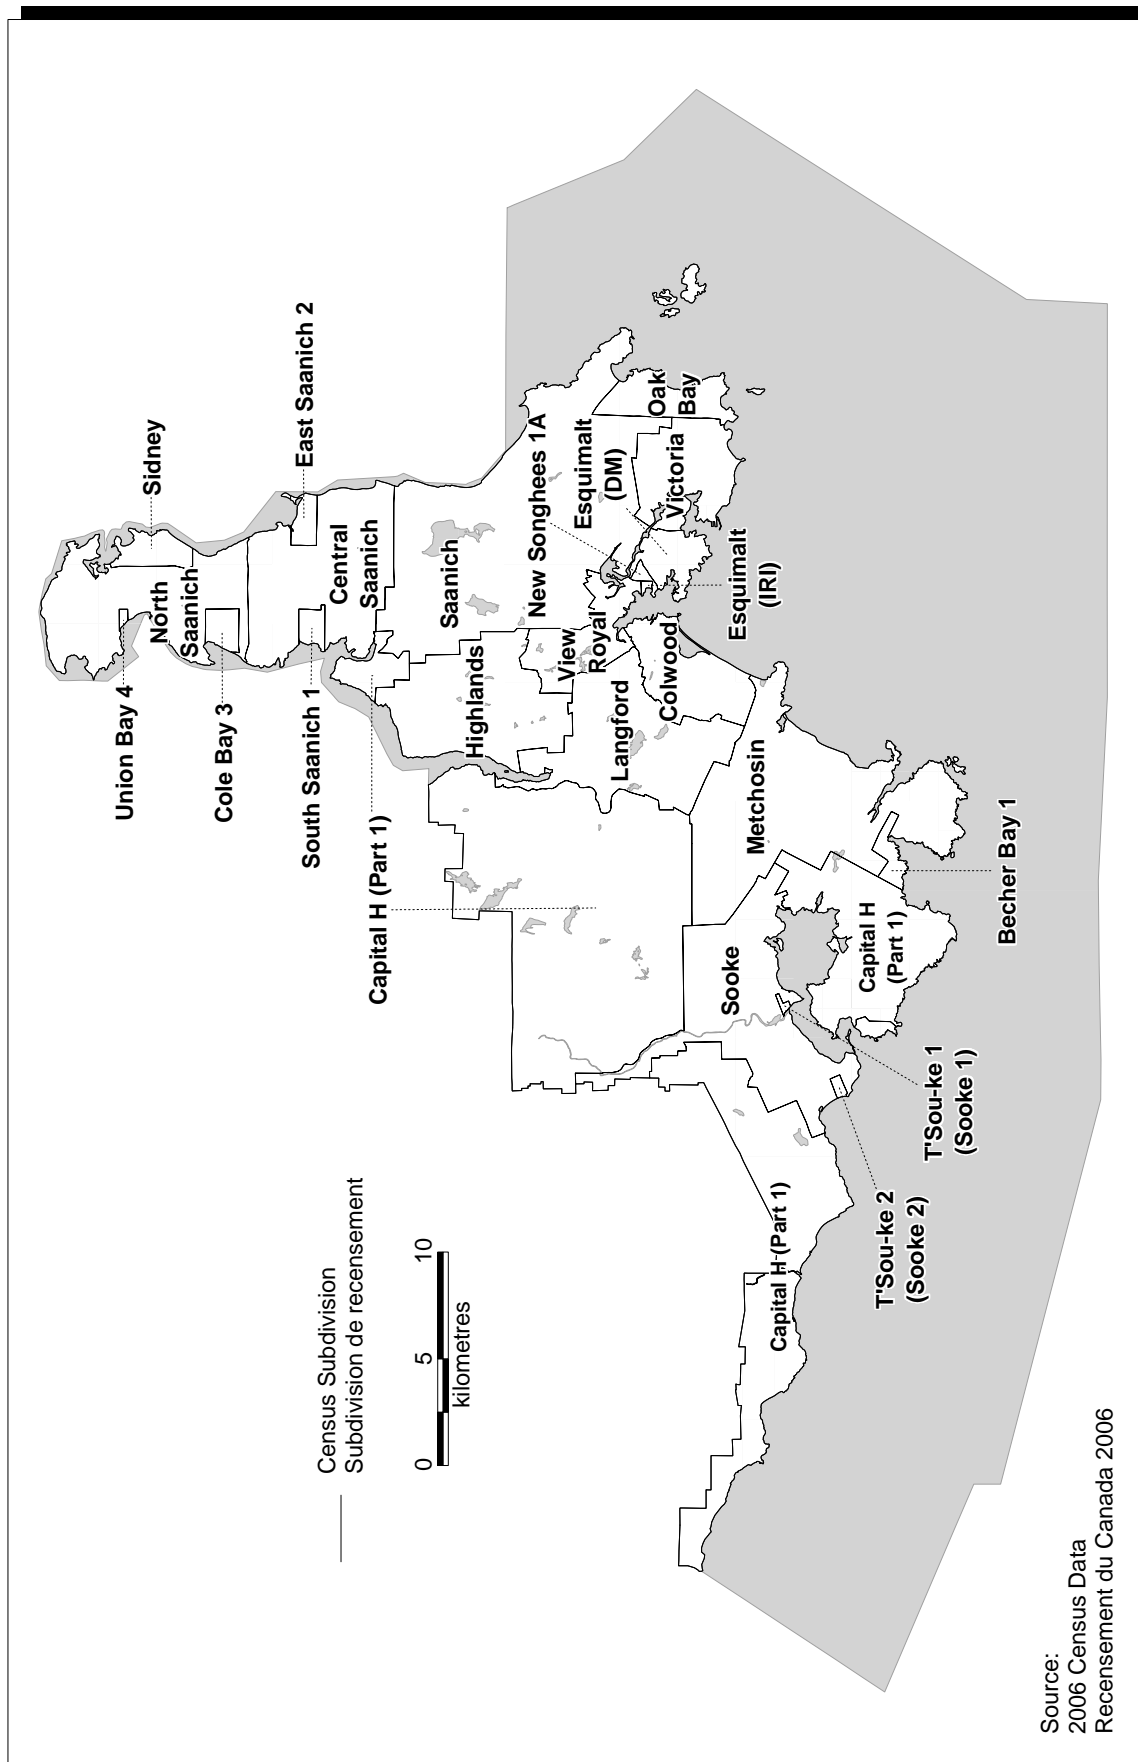 Union Bay 4
Sidney
North
Saanich
Cole Bay 3
East Saanich 2
South Saanich 1
Central
Saanich
Capital H (Part 1)
Saanich
Highlands
New Songhees 1A
View
Royal
Esquimalt
(DM)
Oak
Bay
Victoria
Langford
Colwood
Esquimalt
(IRI)
Metchosin
Sooke
Capital H
(Part 1)
Becher Bay 1
T'Sou-ke 1
(Sooke 1)
T'Sou-ke 2
(Sooke 2)
Capital H (Part 1)
Census Subdivision
Subdivision de recensement
0 5 10
kilometres
Source:
2006 Census Data
Recensement du Canada 2006